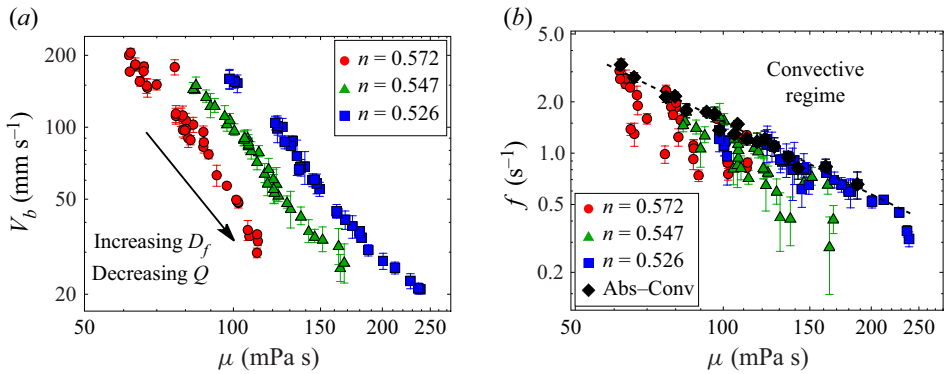 (a)
200
100
50
20
V_b (mm s⁻¹)
n = 0.572
n = 0.547
n = 0.526
Increasing D_f
Decreasing Q
50
100
150
200
250
μ (mPa s)
(b)
5.0
2.0
1.0
0.5
0.2
f (s⁻¹)
Convective
regime
n = 0.572
n = 0.547
n = 0.526
Abs–Conv
50
100
150
200
250
μ (mPa s)